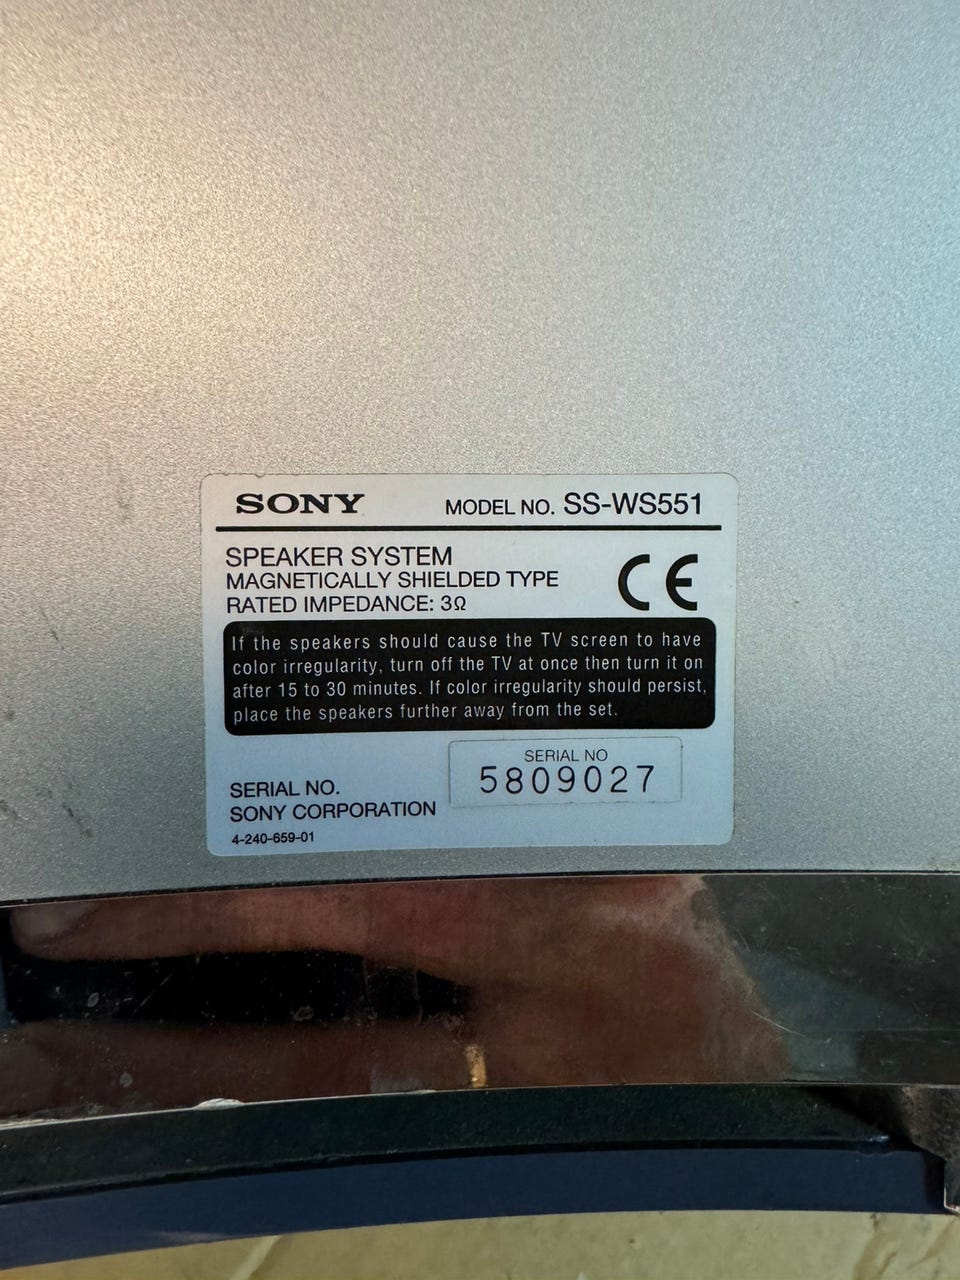 SONY MODEL NO. SS-WS551
SPEAKER SYSTEM
MAGNETICALLY SHIELDED TYPE
RATED IMPEDANCE: 3Ω
CE
If the speakers should cause the TV screen to have
color irregularity, turn off the TV at once then turn it on
after 15 to 30 minutes. If color irregularity should persist,
place the speakers further away from the set.
SERIAL NO
5809027
SERIAL NO.
SONY CORPORATION
4-240-659-01